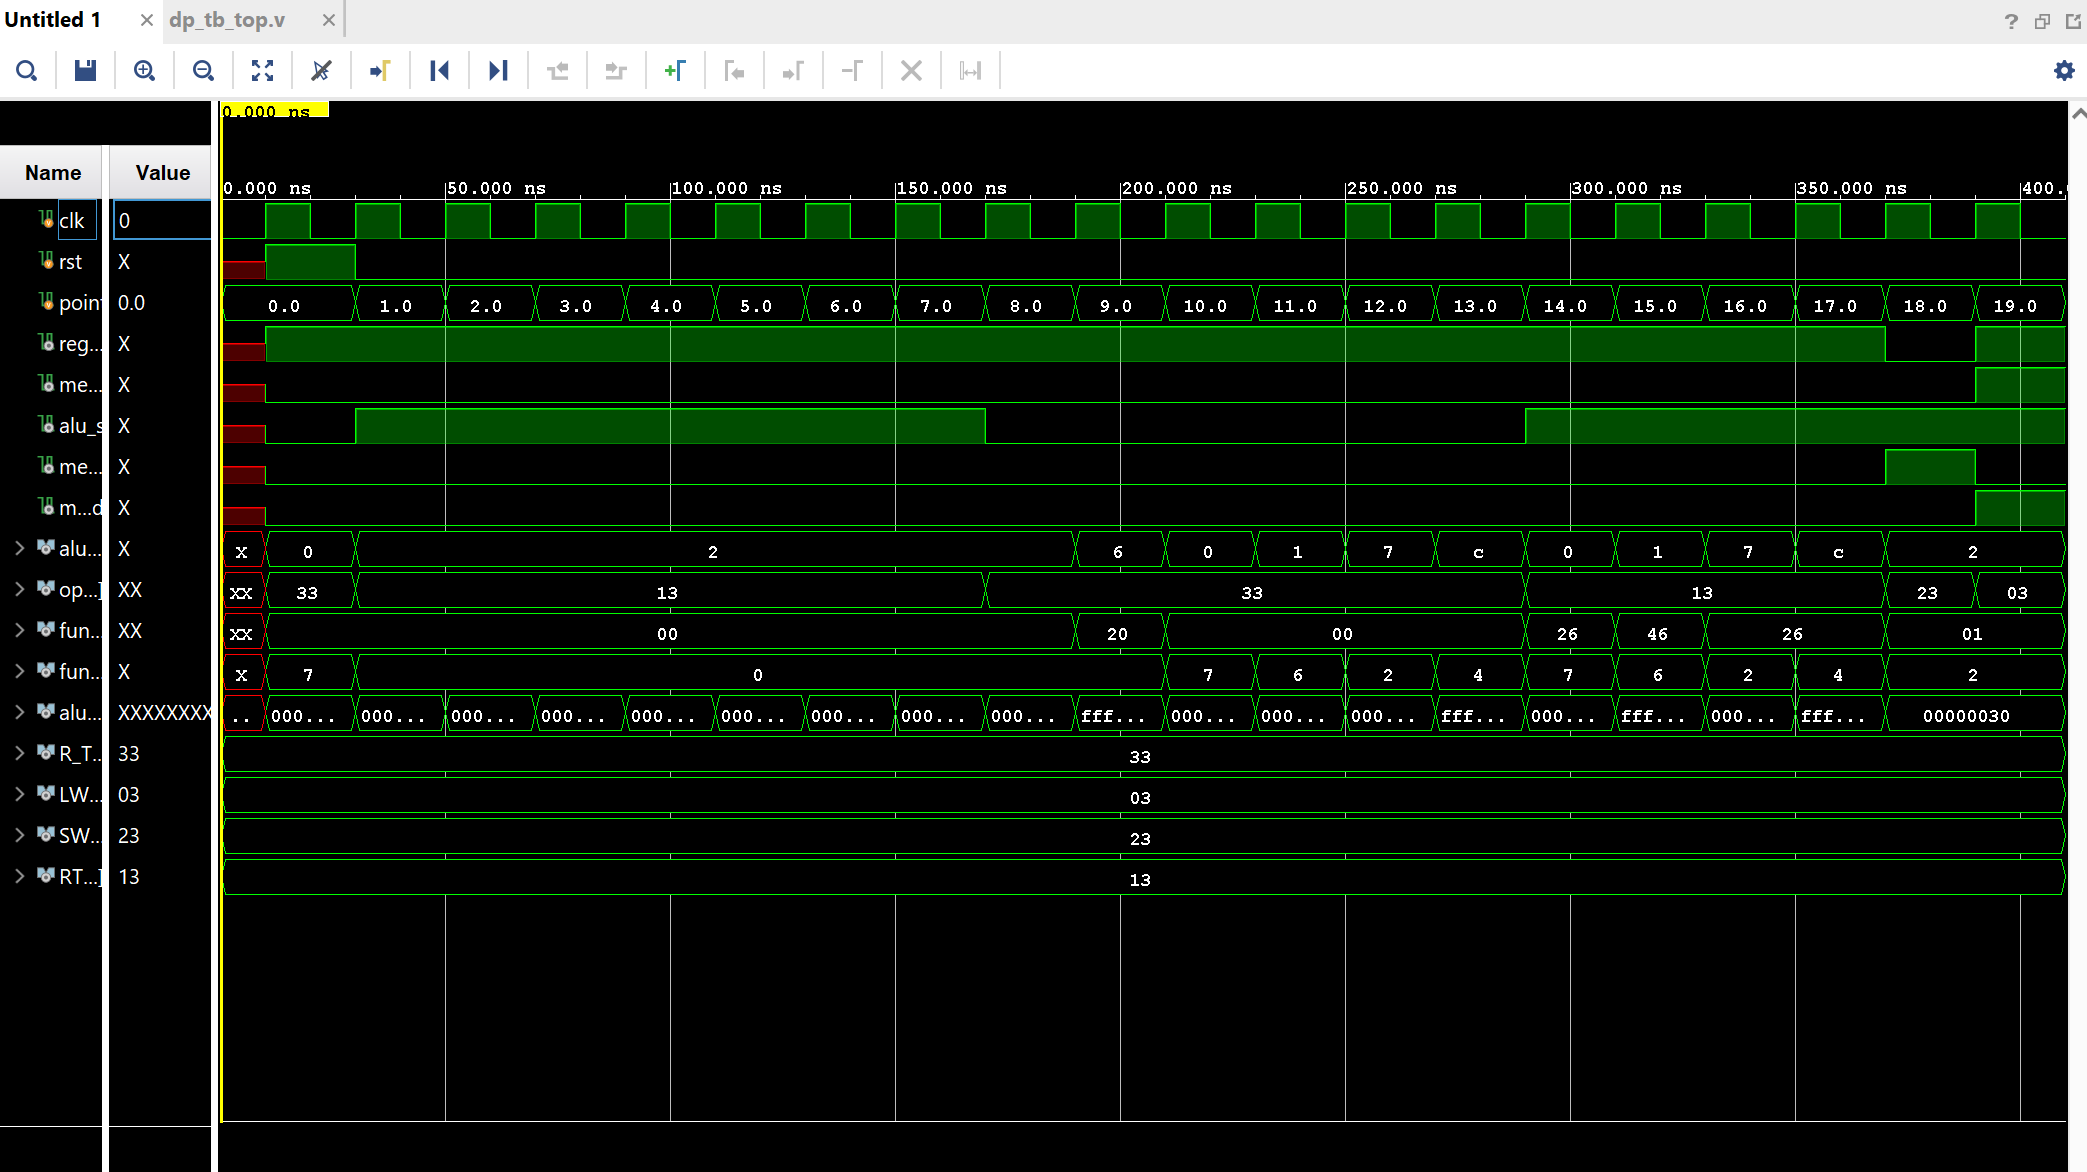 Untitled 1 × dp_tb_top.v × ?
0.000 ns
Name Value
0.000 ns 50.000 ns 100.000 ns 150.000 ns 200.000 ns 250.000 ns 300.000 ns 350.000 ns 400.
clk 0
rst X
poin 0.0 0.0 1.0 2.0 3.0 4.0 5.0 6.0 7.0 8.0 9.0 10.0 11.0 12.0 13.0 14.0 15.0 16.0 17.0 18.0 19.0
reg... X
me... X
alu_s X
me... X
m...d X
alu... X X 0 2 6 0 1 7 c 0 1 7 c 2
op...] XX XX 33 13 33 13 23 03
fun... XX XX 00 20 00 26 46 26 01
fun... X X 7 0 7 6 2 4 7 6 2 4 2
alu... XXXXXXXX .. 000... 000... 000... 000... 000... 000... 000... 000... 000... fff... 000... 000... 000... fff... 000... fff... 000... fff... 00000030
R_T... 33 33
LW... 03 03
SW... 23 23
RT...] 13 13